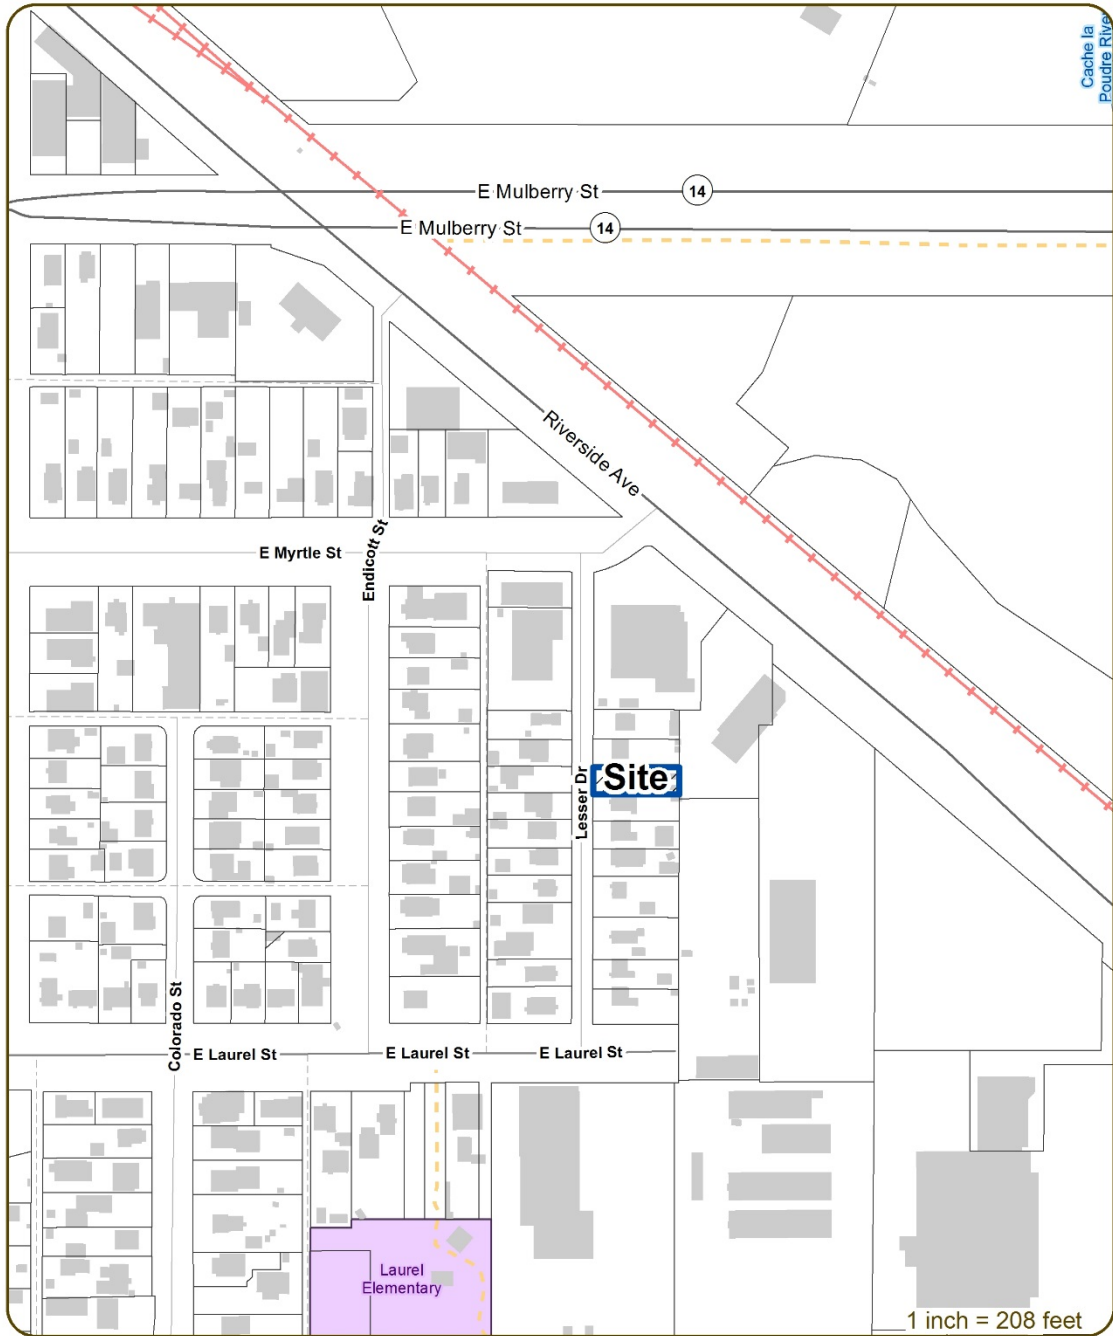 Cache la
Poudre River
E Mulberry St
14
E Mulberry St
14
Riverside Ave
Endicott St
E Myrtle St
Lesser Dr
Site
Colorado St
E Laurel St
E Laurel St
E Laurel St
Laurel
Elementary
1 inch = 208 feet